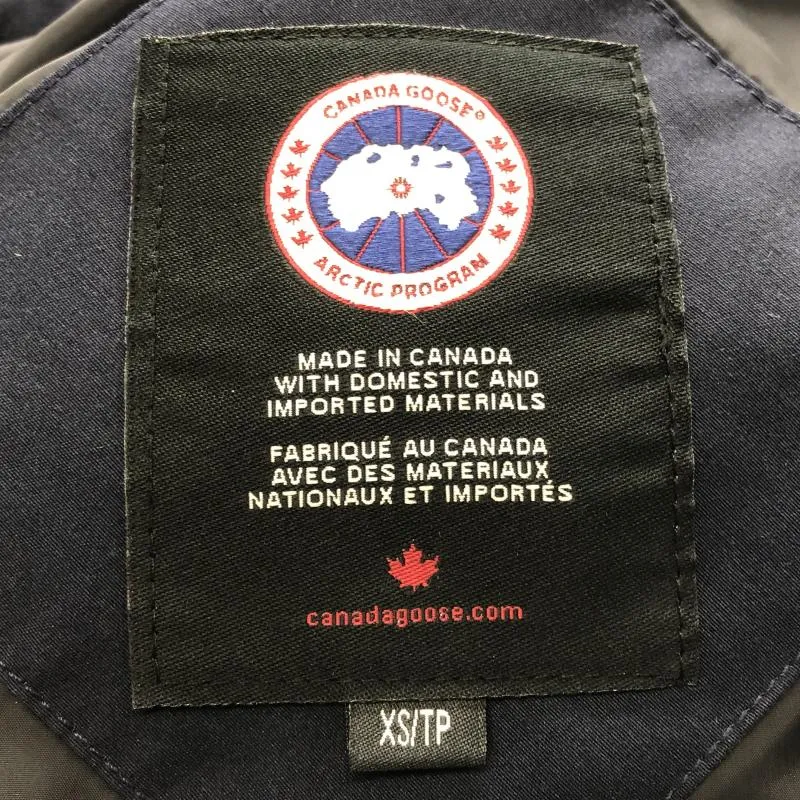 CANADA GOOSE®
ARCTIC PROGRAM
MADE IN CANADA
WITH DOMESTIC AND
IMPORTED MATERIALS
FABRIQUÉ AU CANADA
AVEC DES MATERIAUX
NATIONAUX ET IMPORTÉS
canadagoose.com
XS/TP